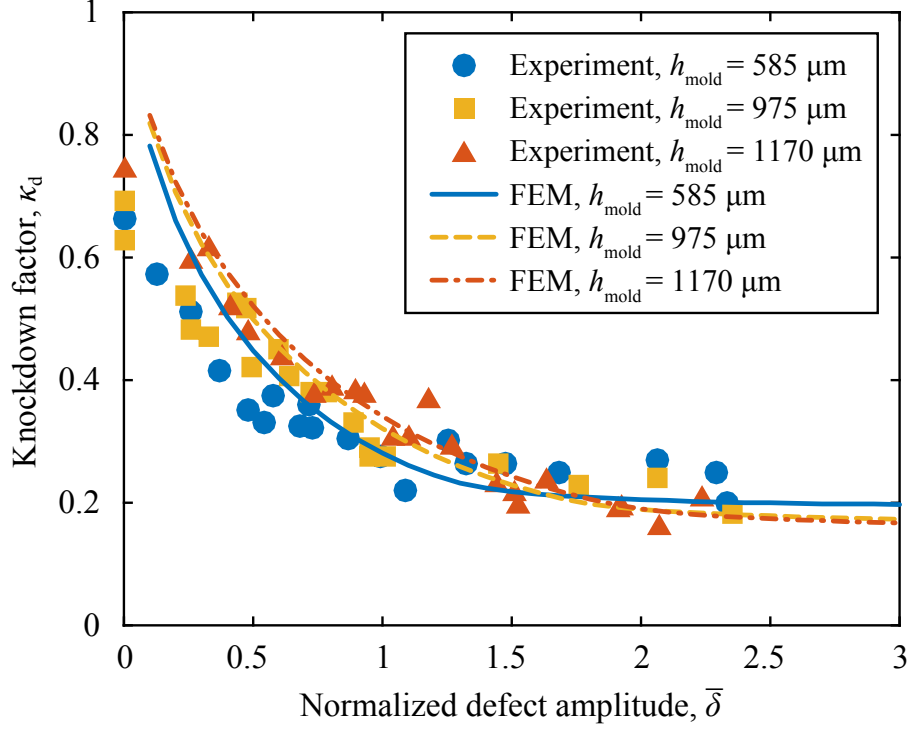 1
0.8
0.6
0.4
0.2
0
Knockdown factor, κd
Experiment, hmold = 585 μm
Experiment, hmold = 975 μm
Experiment, hmold = 1170 μm
FEM, hmold = 585 μm
FEM, hmold = 975 μm
FEM, hmold = 1170 μm
0 0.5 1 1.5 2 2.5 3
Normalized defect amplitude, δ̅